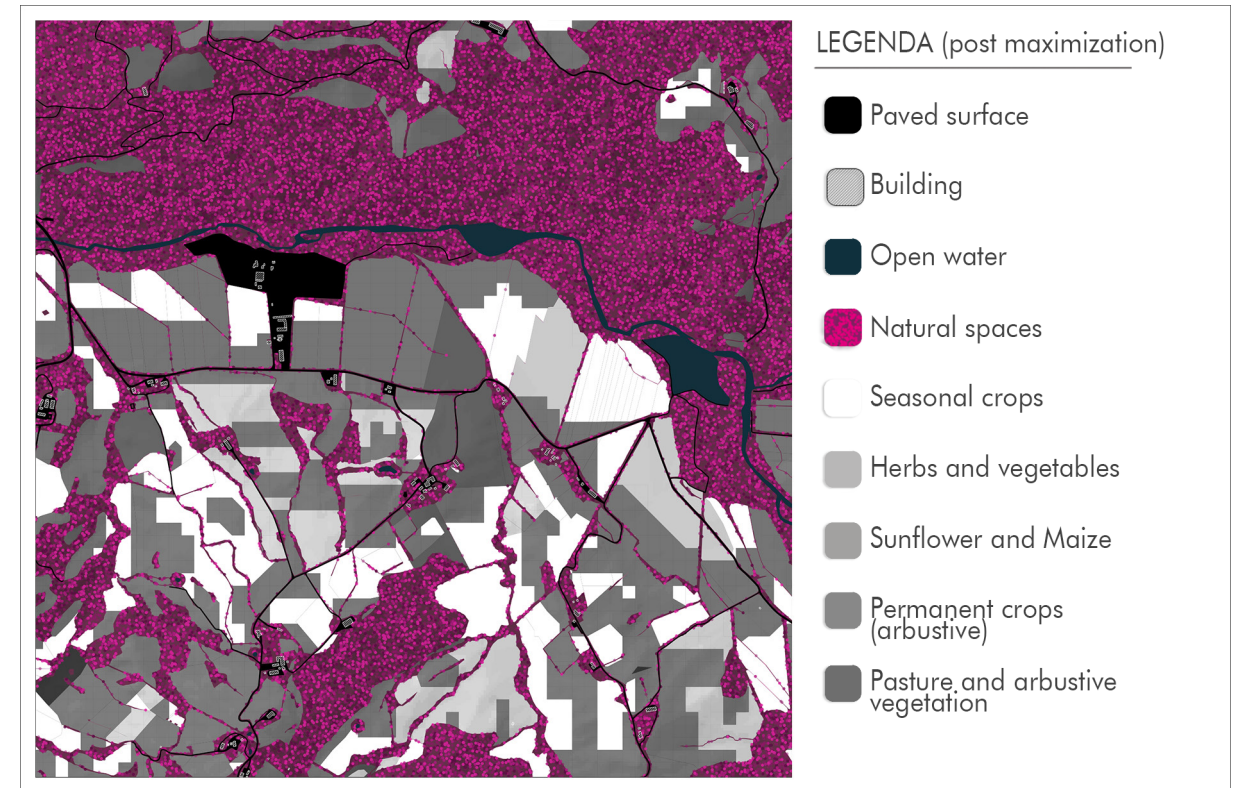 LEGENDA (post maximization)
Paved surface
Building
Open water
Natural spaces
Seasonal crops
Herbs and vegetables
Sunflower and Maize
Permanent crops
(arbustive)
Pasture and arbustive
vegetation